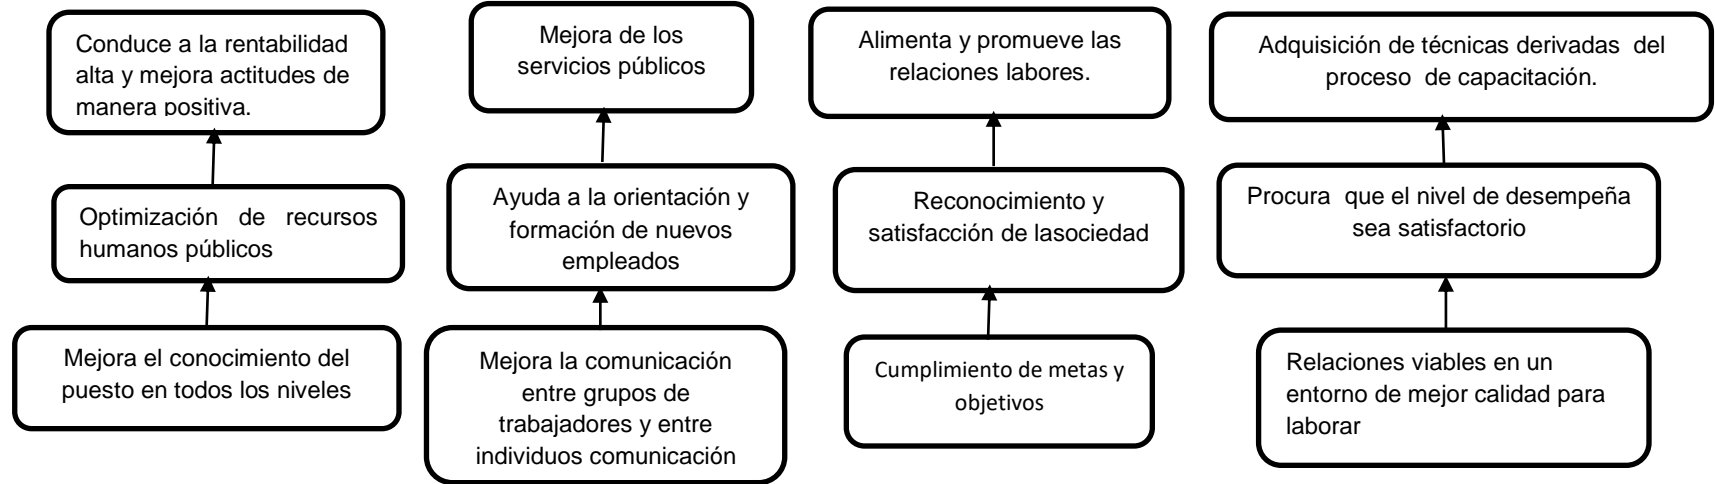 Conduce a la rentabilidad
alta y mejora actitudes de
manera positiva.
Mejora de los
servicios públicos
Alimenta y promueve las
relaciones labores.
Adquisición de técnicas derivadas del
proceso de capacitación.
Optimización de recursos
humanos públicos
Ayuda a la orientación y
formación de nuevos
empleados
Reconocimiento y
satisfacción de lasociedad
Procura que el nivel de desempeña
sea satisfactorio
Mejora el conocimiento del
puesto en todos los niveles
Mejora la comunicación
entre grupos de
trabajadores y entre
individuos comunicación
Cumplimiento de metas y
objetivos
Relaciones viables en un
entorno de mejor calidad para
laborar